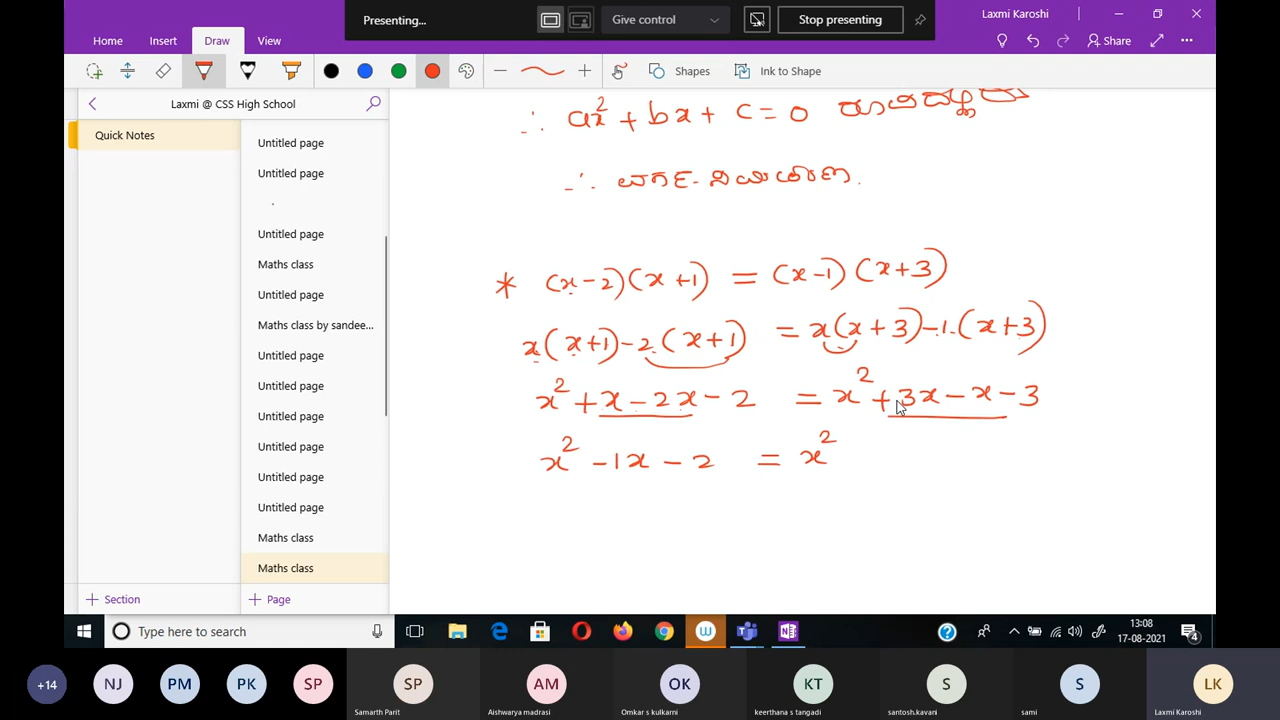 Presenting...
Give control
Stop presenting
Laxmi Karoshi
Home Insert Draw View
Share
Shapes
Ink to Shape
Laxmi @ CSS High School
Quick Notes
Untitled page
Untitled page
Untitled page
Maths class
Untitled page
Maths class by sandee...
Untitled page
Untitled page
Untitled page
Untitled page
Untitled page
Untitled page
Maths class
Maths class
+ Section
+ Page
∴ ax² + bx + c = 0
∴ ವರ್ಗ ಸಮೀಕರಣ.
* (x-2)(x+1) = (x-1)(x+3)
x(x+1)-2(x+1) = x(x+3)-1.(x+3)
x²+x-2x-2 = x²+3x-x-3
x²-1x-2 = x²
Type here to search
13:08
17-08-2021
4
+14 NJ PM PK SP SP AM OK KT S S LK
Samarth Parit Aishwarya madrasi Omkar s kulkarni keerthana s tangadi santosh.kavani sami Laxmi Karoshi